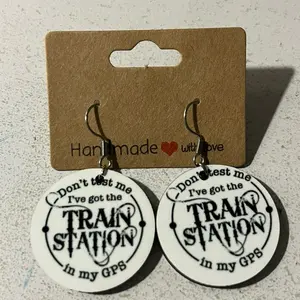 Handmade ❤ with love
Don't test me
I've got the
TRAIN
STATION
in my GPS
Don't test me
I've got the
TRAIN
STATION
in my GPS